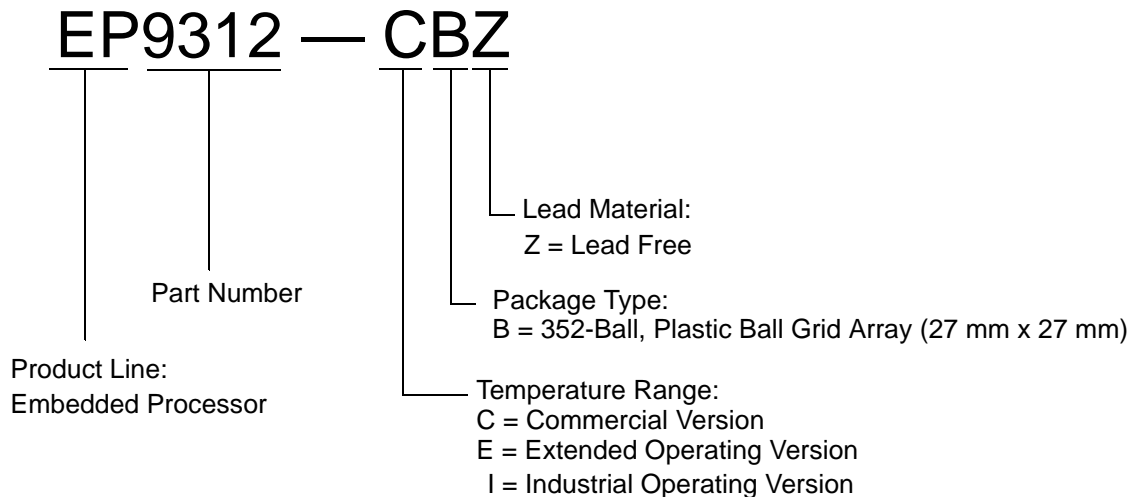 EP9312 — CBZ
Lead Material:
Z = Lead Free
Part Number
Package Type:
B = 352-Ball, Plastic Ball Grid Array (27 mm x 27 mm)
Product Line:
Embedded Processor
Temperature Range:
C = Commercial Version
E = Extended Operating Version
I = Industrial Operating Version